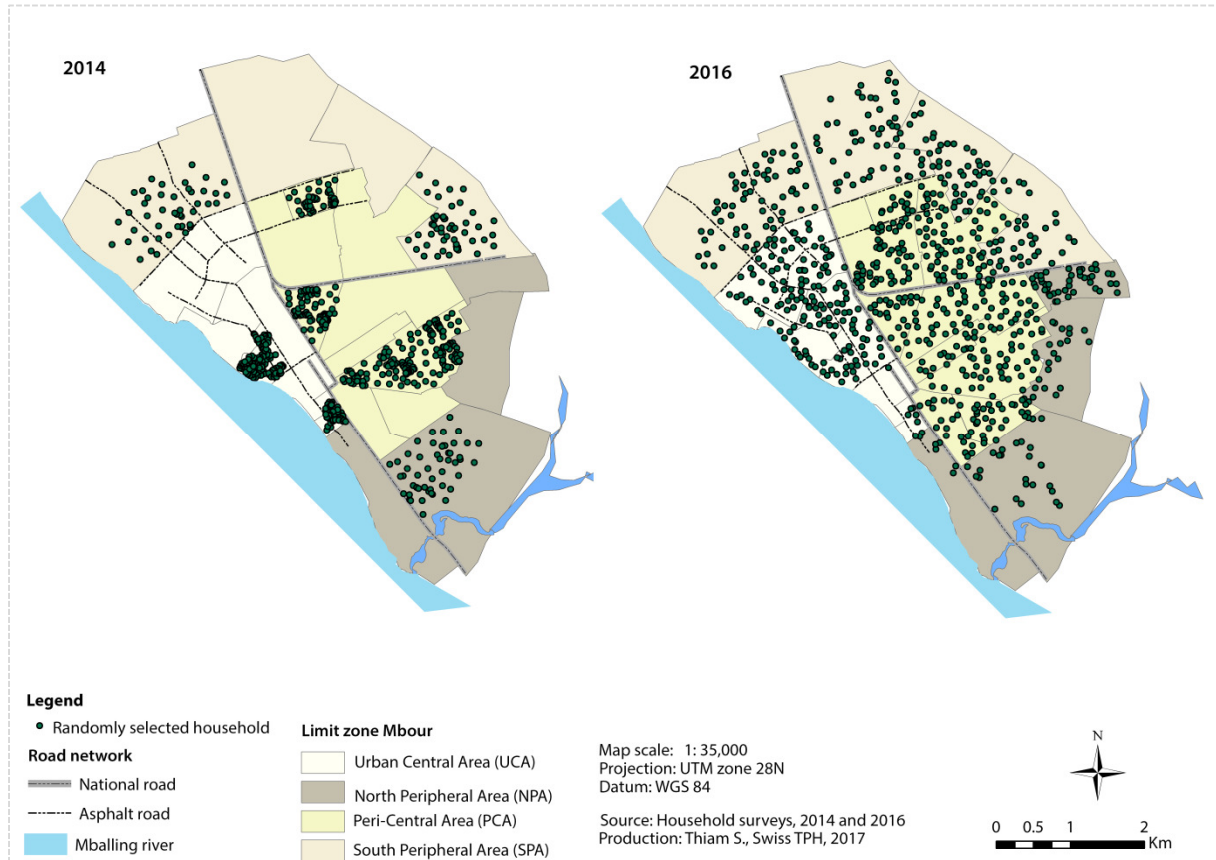 2014
2016
Legend
Randomly selected household
Road network
National road
Asphalt road
Mballing river
Limit zone Mbour
Urban Central Area (UCA)
North Peripheral Area (NPA)
Peri-Central Area (PCA)
South Peripheral Area (SPA)
Map scale: 1: 35,000
Projection: UTM zone 28N
Datum: WGS 84
Source: Household surveys, 2014 and 2016
Production: Thiam S., Swiss TPH, 2017
N
0 0.5 1 2
Km